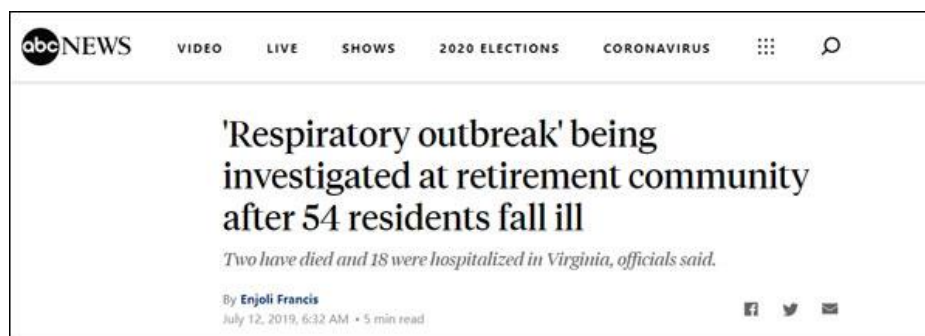 abc NEWS VIDEO LIVE SHOWS 2020 ELECTIONS CORONAVIRUS
'Respiratory outbreak' being
investigated at retirement community
after 54 residents fall ill
Two have died and 18 were hospitalized in Virginia, officials said.
By Enjoli Francis
July 12, 2019, 6:32 AM • 5 min read